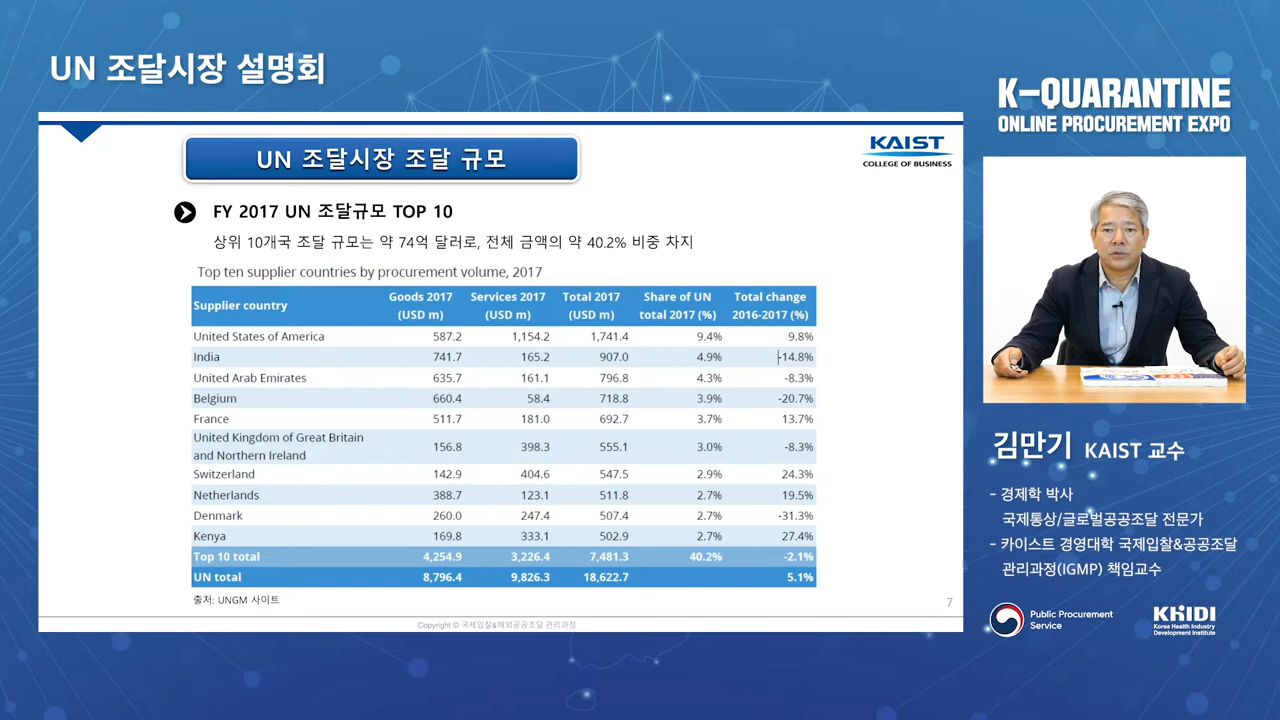 UN 조달시장 설명회
K-QUARANTINE
ONLINE PROCUREMENT EXPO
UN 조달시장 조달 규모
KAIST
COLLEGE OF BUSINESS
FY 2017 UN 조달규모 TOP 10
상위 10개국 조달 규모는 약 74억 달러로, 전체 금액의 약 40.2% 비중 차지
Top ten supplier countries by procurement volume, 2017
Supplier country Goods 2017 (USD m) Services 2017 (USD m) Total 2017 (USD m) Share of UN total 2017 (%) Total change 2016-2017 (%)
United States of America 587.2 1,154.2 1,741.4 9.4% 9.8%
India 741.7 165.2 907.0 4.9% -14.8%
United Arab Emirates 635.7 161.1 796.8 4.3% -8.3%
Belgium 660.4 58.4 718.8 3.9% -20.7%
France 511.7 181.0 692.7 3.7% 13.7%
United Kingdom of Great Britain and Northern Ireland 156.8 398.3 555.1 3.0% -8.3%
Switzerland 142.9 404.6 547.5 2.9% 24.3%
Netherlands 388.7 123.1 511.8 2.7% 19.5%
Denmark 260.0 247.4 507.4 2.7% -31.3%
Kenya 169.8 333.1 502.9 2.7% 27.4%
Top 10 total 4,254.9 3,226.4 7,481.3 40.2% -2.1%
UN total 8,796.4 9,826.3 18,622.7 5.1%
출처: UNGM 사이트
7
Copyright © 국제입찰&해외공공조달 관리과정
김만기 KAIST 교수
- 경제학 박사
국제통상/글로벌공공조달 전문가
- 카이스트 경영대학 국제입찰&공공조달
관리과정(IGMP) 책임교수
Public Procurement
Service
KHIDI
Korea Health Industry
Development Institute